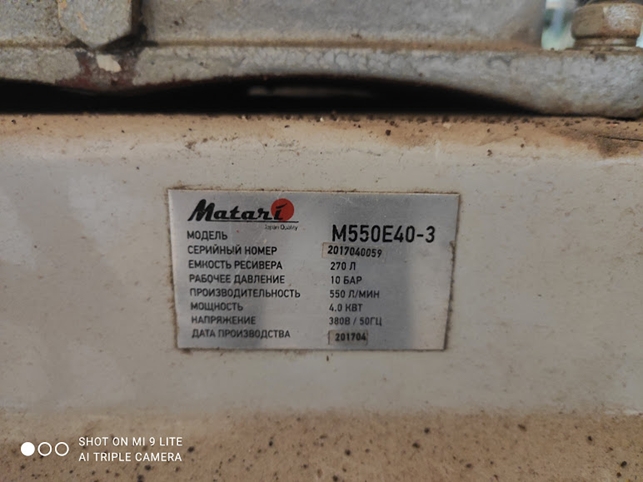 Matari
Japan Quality
МОДЕЛЬ M550E40-3
СЕРИЙНЫЙ НОМЕР 2017040059
ЕМКОСТЬ РЕСИВЕРА 270 Л
РАБОЧЕЕ ДАВЛЕНИЕ 10 БАР
ПРОИЗВОДИТЕЛЬНОСТЬ 550 Л/МИН
МОЩНОСТЬ 4,0 КВТ
НАПРЯЖЕНИЕ 380В / 50ГЦ
ДАТА ПРОИЗВОДСТВА 201704
SHOT ON MI 9 LITE
AI TRIPLE CAMERA